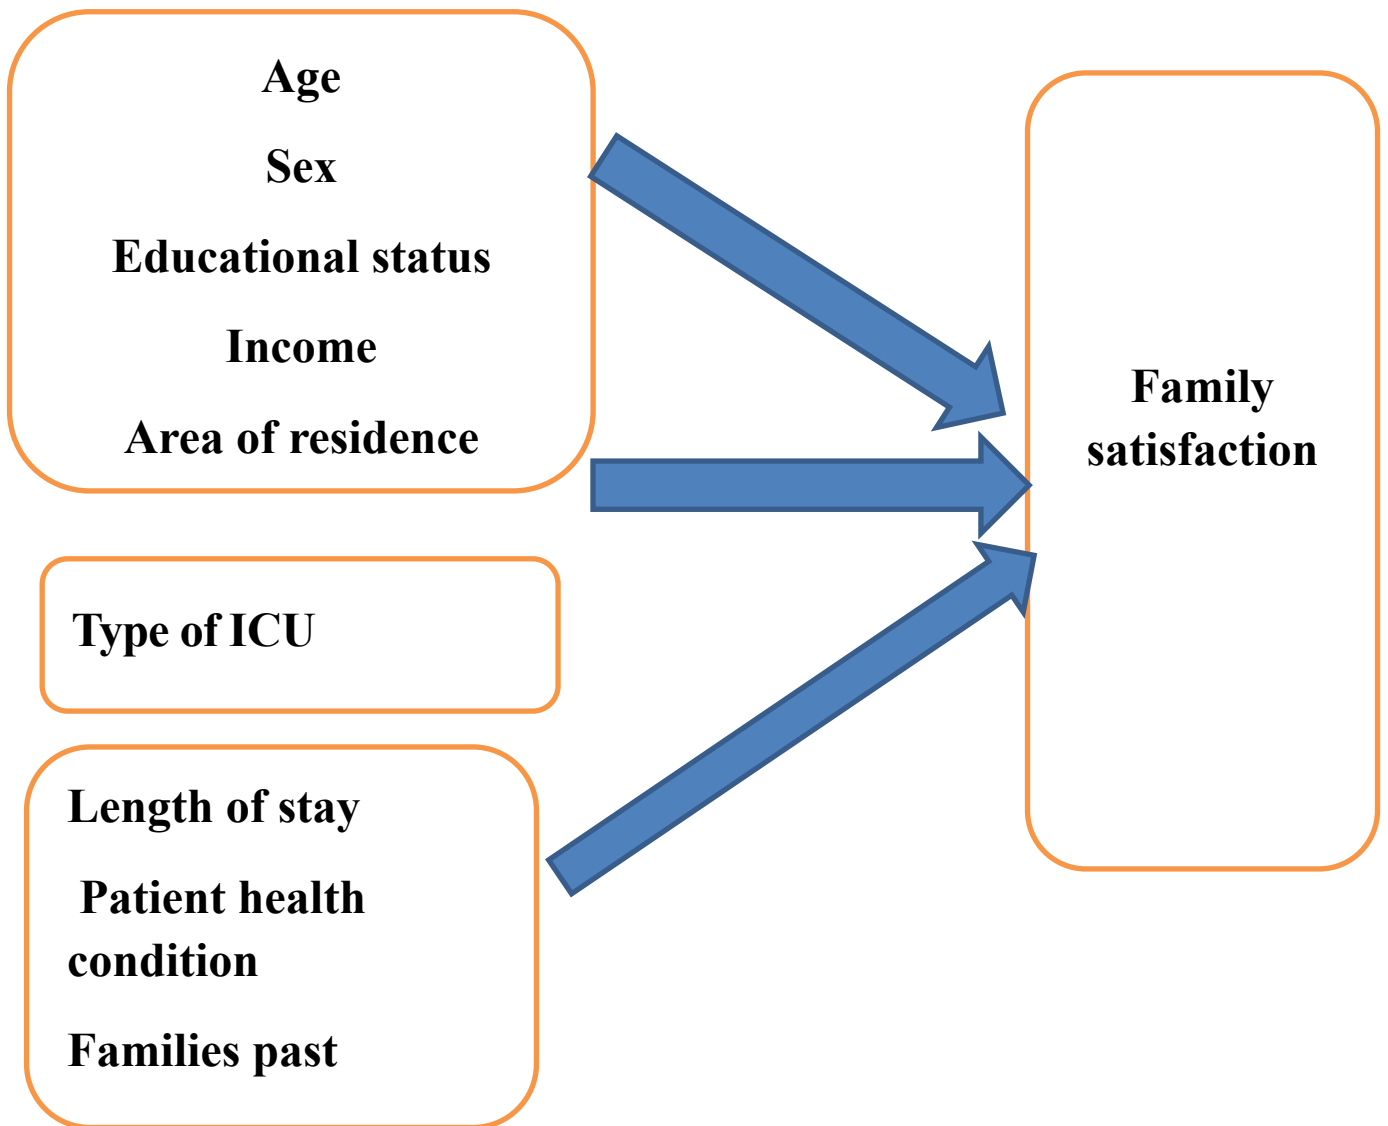 Age
Sex
Educational status
Income
Area of residence
Type of ICU
Length of stay
Patient health
condition
Families past
Family
satisfaction